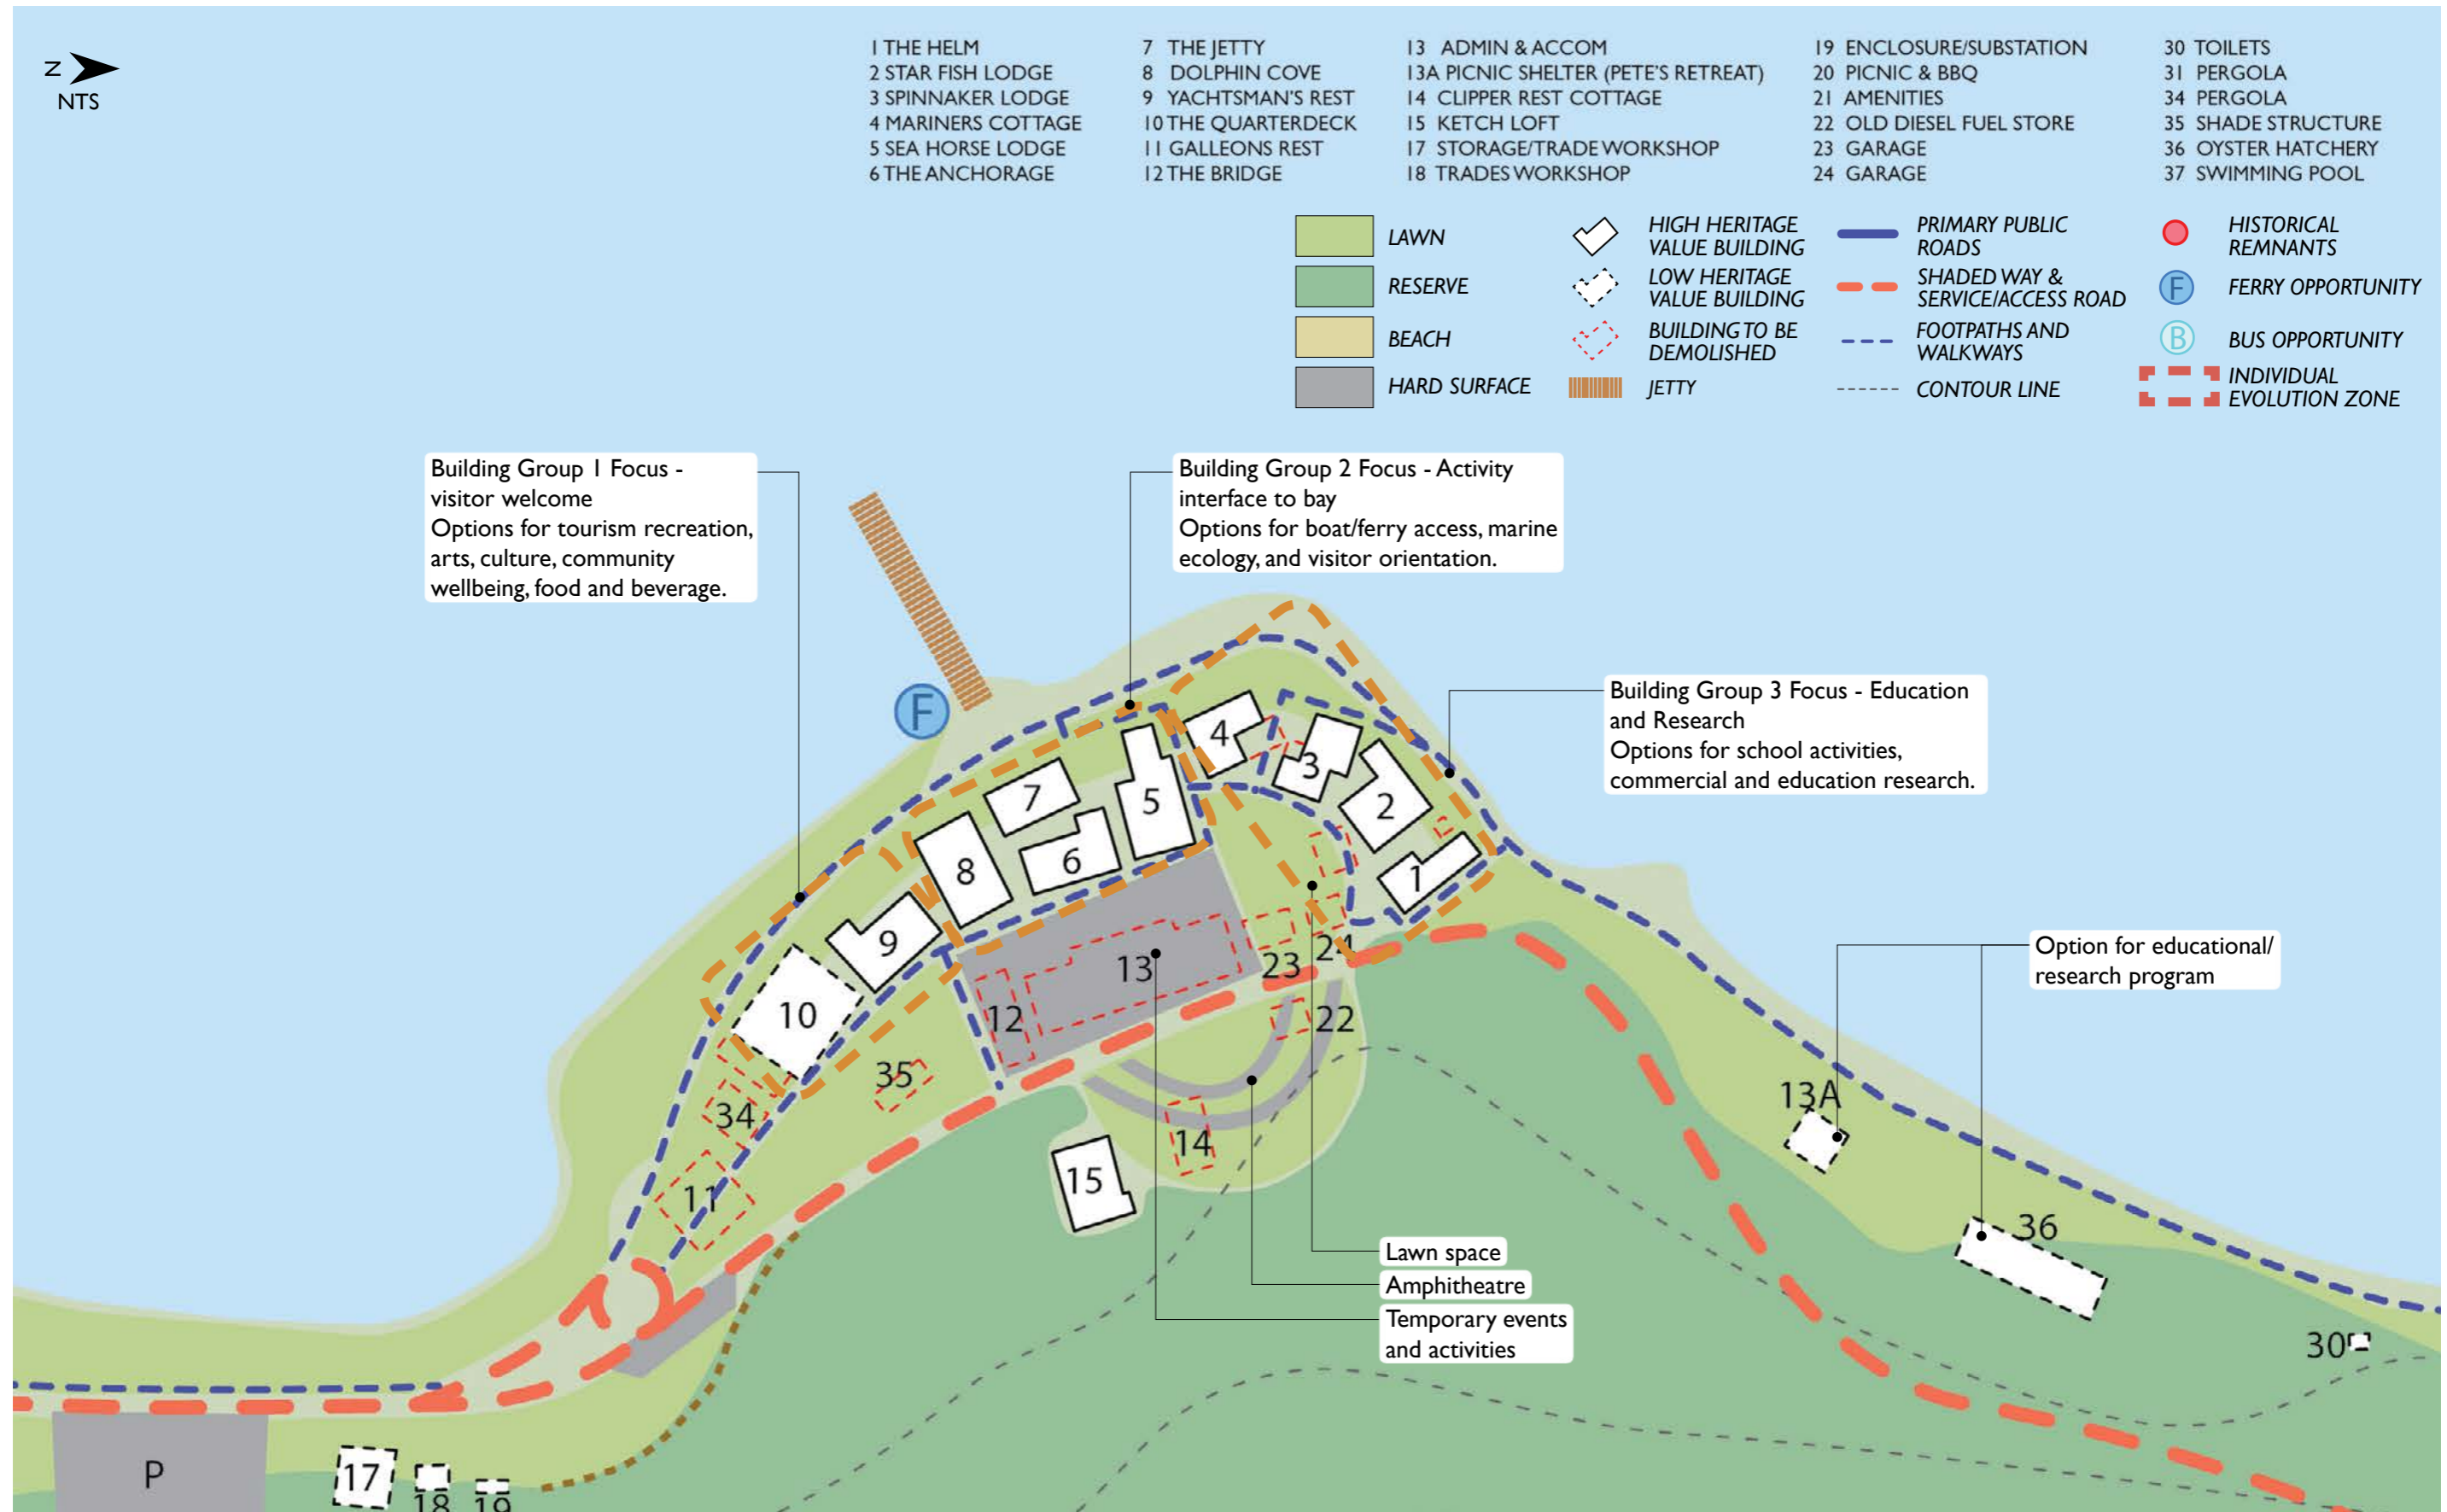 Z
NTS
1 THE HELM
2 STAR FISH LODGE
3 SPINNAKER LODGE
4 MARINERS COTTAGE
5 SEA HORSE LODGE
6 THE ANCHORAGE
7 THE JETTY
8 DOLPHIN COVE
9 YACHTSMAN'S REST
10 THE QUARTERDECK
11 GALLEONS REST
12 THE BRIDGE
13 ADMIN & ACCOM
13A PICNIC SHELTER (PETE'S RETREAT)
14 CLIPPER REST COTTAGE
15 KETCH LOFT
17 STORAGE/TRADE WORKSHOP
18 TRADES WORKSHOP
19 ENCLOSURE/SUBSTATION
20 PICNIC & BBQ
21 AMENITIES
22 OLD DIESEL FUEL STORE
23 GARAGE
24 GARAGE
30 TOILETS
31 PERGOLA
34 PERGOLA
35 SHADE STRUCTURE
36 OYSTER HATCHERY
37 SWIMMING POOL
LAWN
RESERVE
BEACH
HARD SURFACE
HIGH HERITAGE
VALUE BUILDING
LOW HERITAGE
VALUE BUILDING
BUILDING TO BE
DEMOLISHED
JETTY
PRIMARY PUBLIC
ROADS
SHADED WAY &
SERVICE/ACCESS ROAD
FOOTPATHS AND
WALKWAYS
CONTOUR LINE
HISTORICAL
REMNANTS
F
FERRY OPPORTUNITY
B
BUS OPPORTUNITY
INDIVIDUAL
EVOLUTION ZONE
Building Group 1 Focus -
visitor welcome
Options for tourism recreation,
arts, culture, community
wellbeing, food and beverage.
Building Group 2 Focus - Activity
interface to bay
Options for boat/ferry access, marine
ecology, and visitor orientation.
Building Group 3 Focus - Education
and Research
Options for school activities,
commercial and education research.
F
4
3
7
5
2
6
8
1
9
24
Option for educational/
research program
13
23
10
12
22
35
13A
34
14
15
11
36
Lawn space
Amphitheatre
Temporary events
and activities
30
P
17
18
19